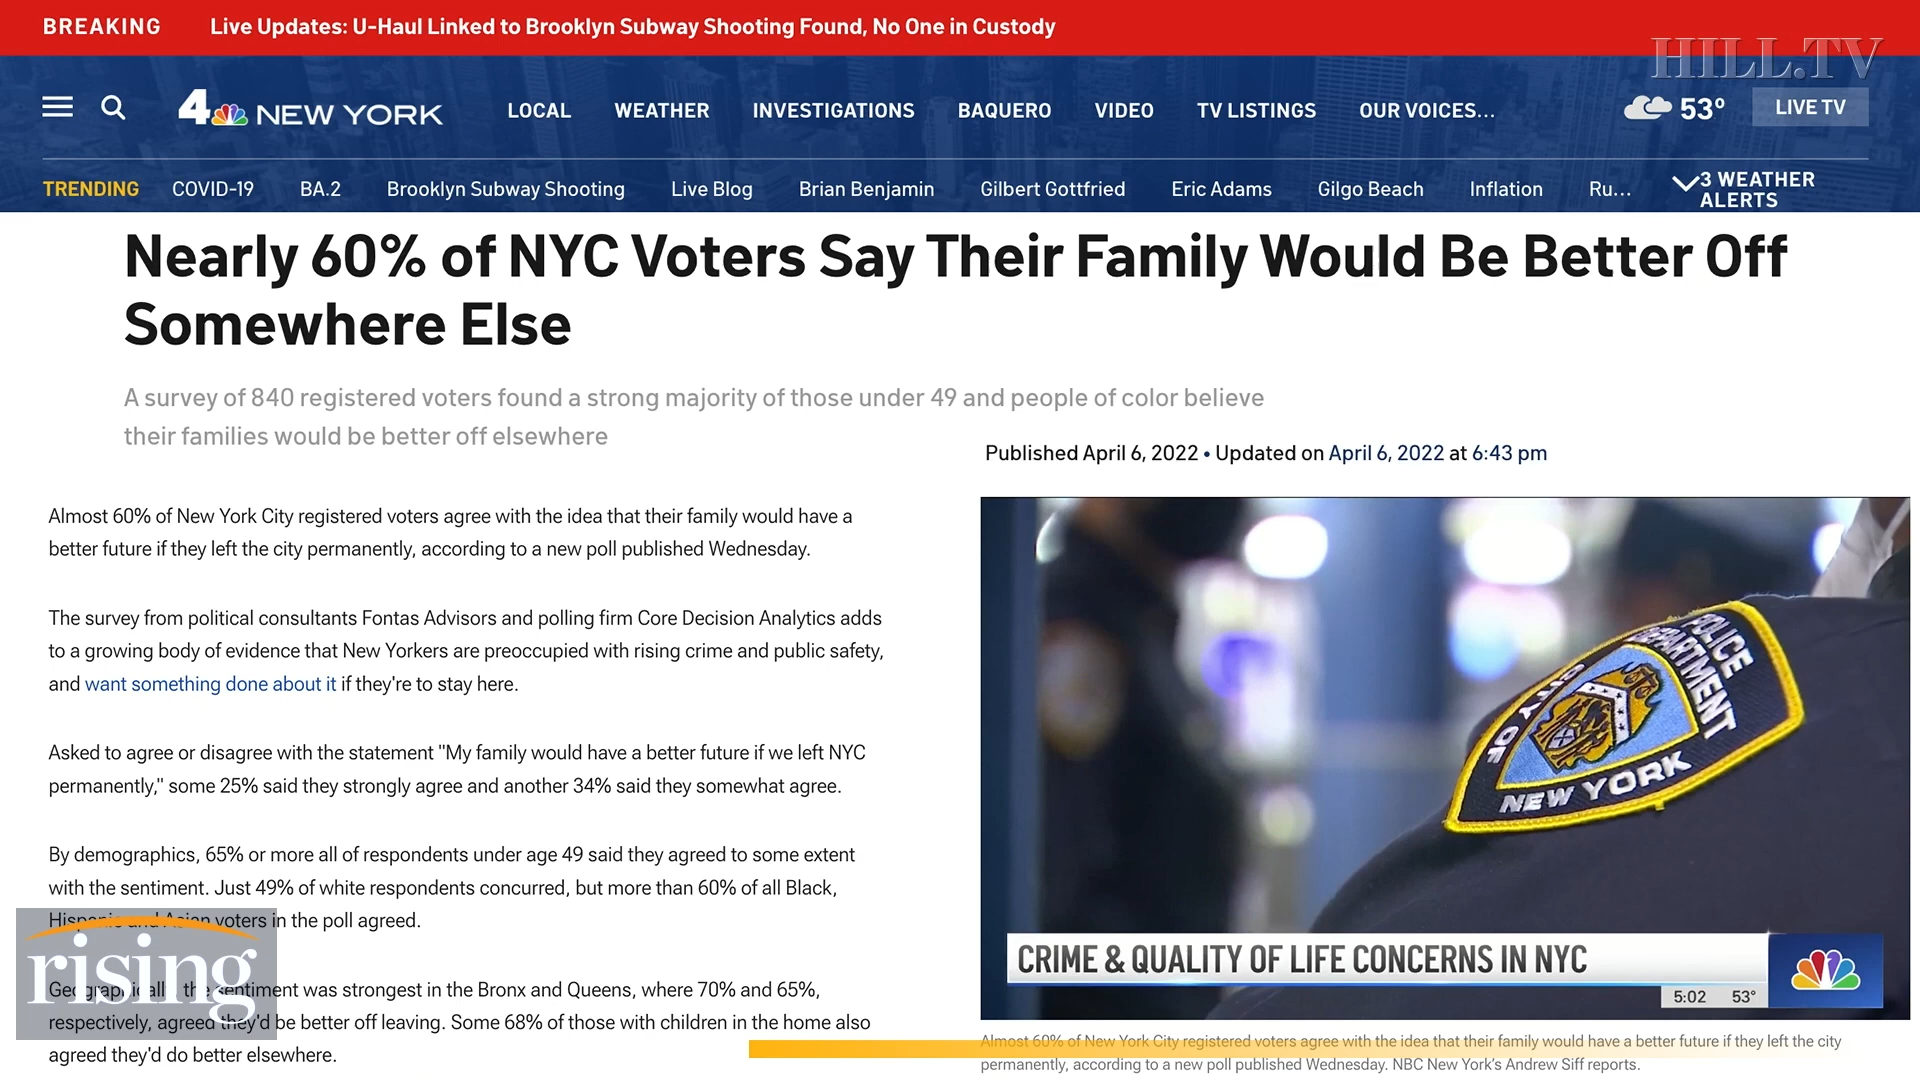 BREAKING Live Updates: U-Haul Linked to Brooklyn Subway Shooting Found, No One in Custody
HILL.TV
4 NEW YORK LOCAL WEATHER INVESTIGATIONS BAQUERO VIDEO TV LISTINGS OUR VOICES... 53° LIVE TV
TRENDING COVID-19 BA.2 Brooklyn Subway Shooting Live Blog Brian Benjamin Gilbert Gottfried Eric Adams Gilgo Beach Inflation Ru... 3 WEATHER
ALERTS
Nearly 60% of NYC Voters Say Their Family Would Be Better Off
Somewhere Else
A survey of 840 registered voters found a strong majority of those under 49 and people of color believe
their families would be better off elsewhere
Published April 6, 2022 • Updated on April 6, 2022 at 6:43 pm
Almost 60% of New York City registered voters agree with the idea that their family would have a
better future if they left the city permanently, according to a new poll published Wednesday.
The survey from political consultants Fontas Advisors and polling firm Core Decision Analytics adds
to a growing body of evidence that New Yorkers are preoccupied with rising crime and public safety,
and want something done about it if they're to stay here.
Asked to agree or disagree with the statement "My family would have a better future if we left NYC
permanently," some 25% said they strongly agree and another 34% said they somewhat agree.
By demographics, 65% or more all of respondents under age 49 said they agreed to some extent
with the sentiment. Just 49% of white respondents concurred, but more than 60% of all Black,
Hispanic and Asian voters in the poll agreed.
Geographically, the sentiment was strongest in the Bronx and Queens, where 70% and 65%,
respectively, agreed they'd be better off leaving. Some 68% of those with children in the home also
agreed they'd do better elsewhere.
rising
POLICE
DEPARTMENT
CITY OF
NEW YORK
CRIME & QUALITY OF LIFE CONCERNS IN NYC
5:02 53°
Almost 60% of New York City registered voters agree with the idea that their family would have a better future if they left the city
permanently, according to a new poll published Wednesday. NBC New York's Andrew Siff reports.